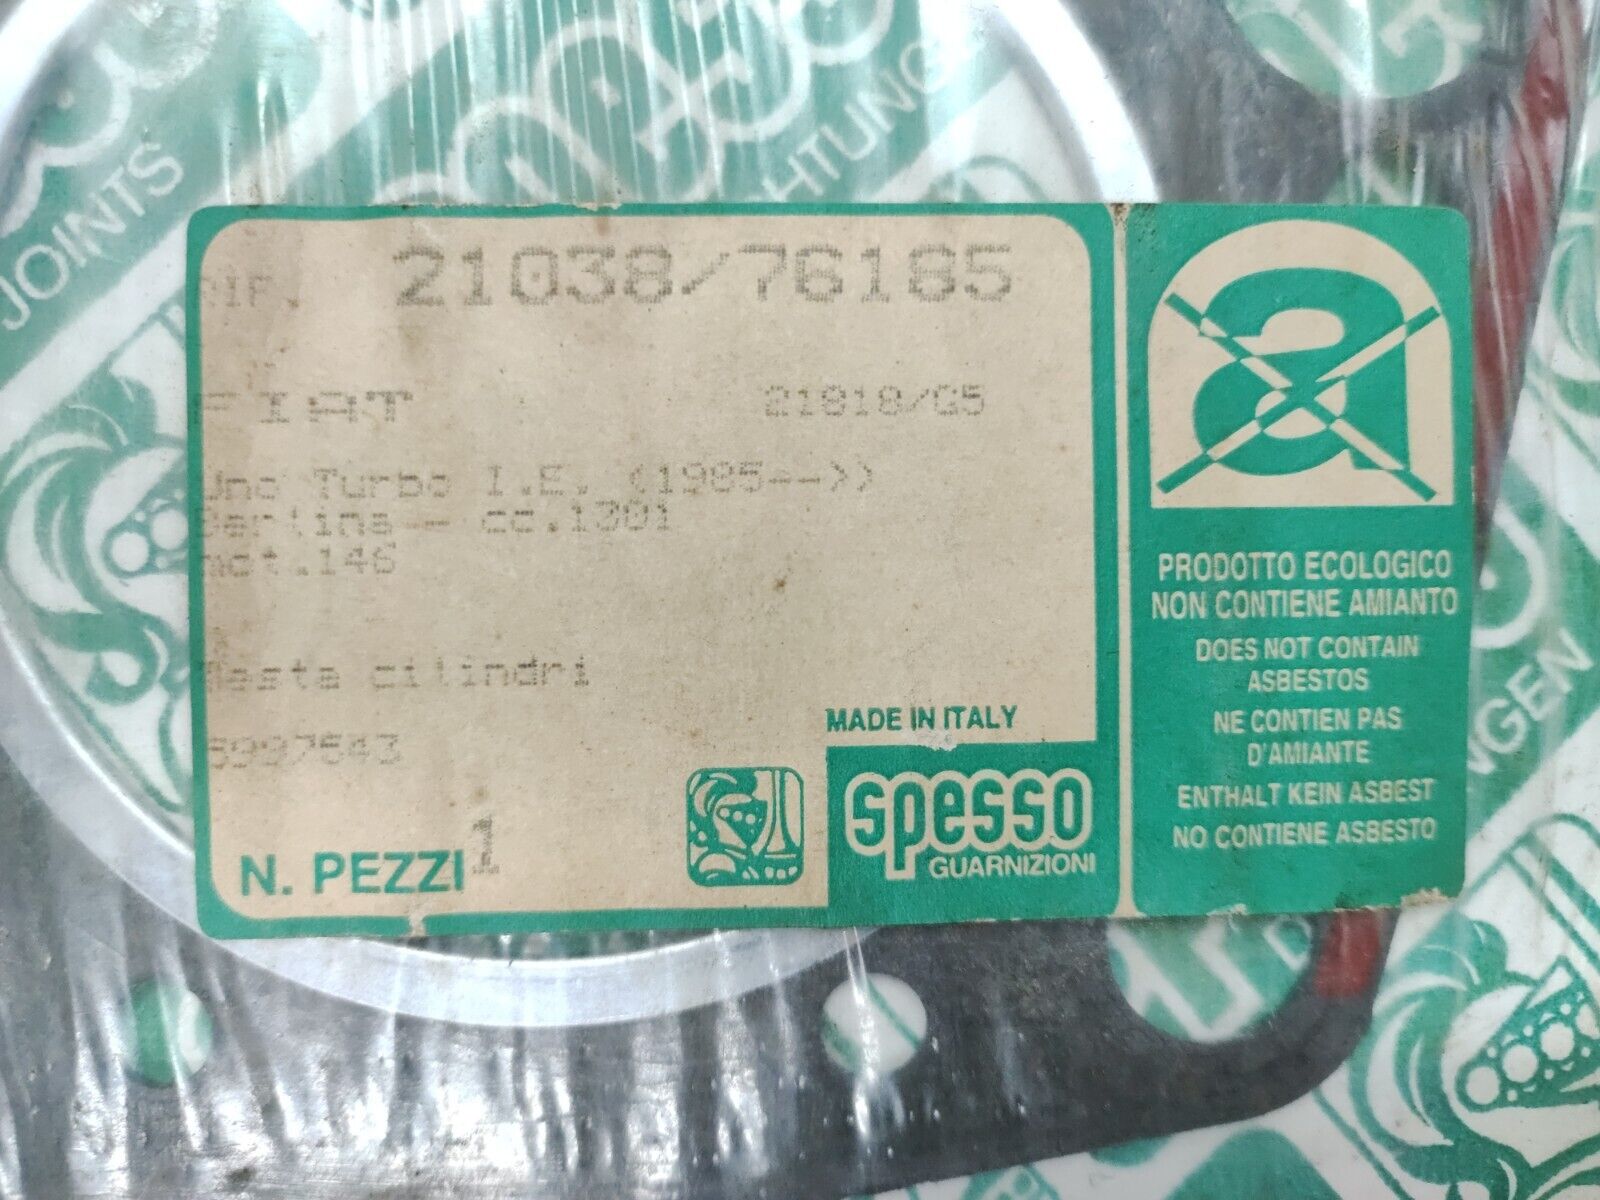 JOINTS
RIF. 21038/76185
FIAT 21818/G5
Uno Turbo I.E. (1985-->)
Berlina - cc.1301
mot.146
Testa cilindri
5997543
MADE IN ITALY
N. PEZZI 1
spesso
GUARNIZIONI
a
PRODOTTO ECOLOGICO
NON CONTIENE AMIANTO
DOES NOT CONTAIN
ASBESTOS
NE CONTIEN PAS
D'AMIANTE
ENTHALT KEIN ASBEST
NO CONTIENE ASBESTO